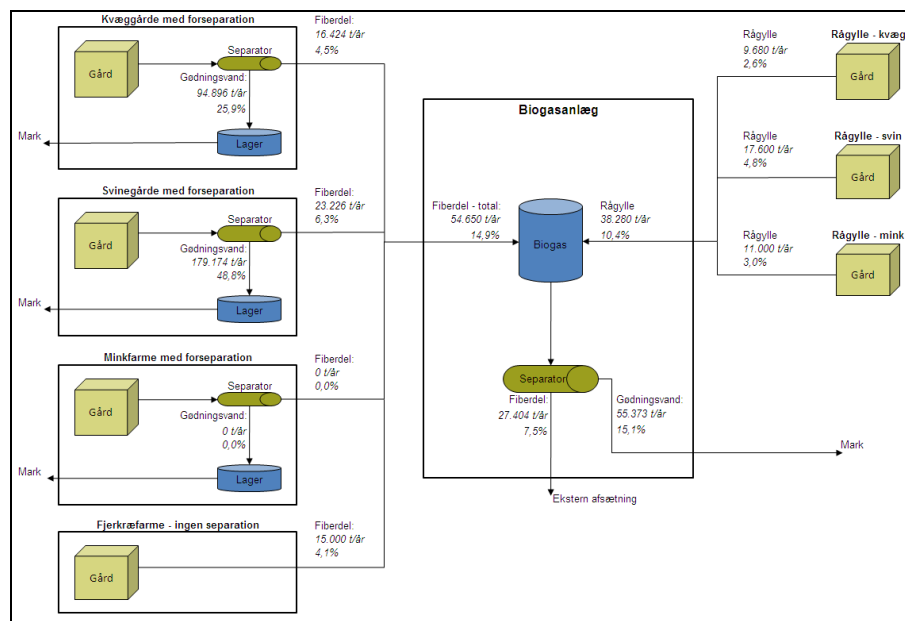 Kvæggårde med forseparation
Gård
Separator
Gødningsvand:
94.896 t/år
25,9%
Lager
Mark
Fiberdel:
16.424 t/år
4,5%
Svinegårde med forseparation
Gård
Separator
Gødningsvand:
179.174 t/år
48,8%
Lager
Mark
Fiberdel:
23.226 t/år
6,3%
Minkfarme med forseparation
Gård
Separator
Gødningsvand:
0 t/år
0,0%
Lager
Mark
Fiberdel:
0 t/år
0,0%
Fjerkræfarme - ingen separation
Gård
Fiberdel:
15.000 t/år
4,1%
Biogasanlæg
Fiberdel - total:
54.650 t/år
14,9%
Biogas
Rågylle
38.280 t/år
10,4%
Separator
Fiberdel:
27.404 t/år
7,5%
Gødningsvand:
55.373 t/år
15,1%
Mark
Ekstern afsætning
Rågylle
9.680 t/år
2,6%
Rågylle - kvæg
Gård
Rågylle
17.600 t/år
4,8%
Rågylle - svin
Gård
Rågylle
11.000 t/år
3,0%
Rågylle - mink
Gård